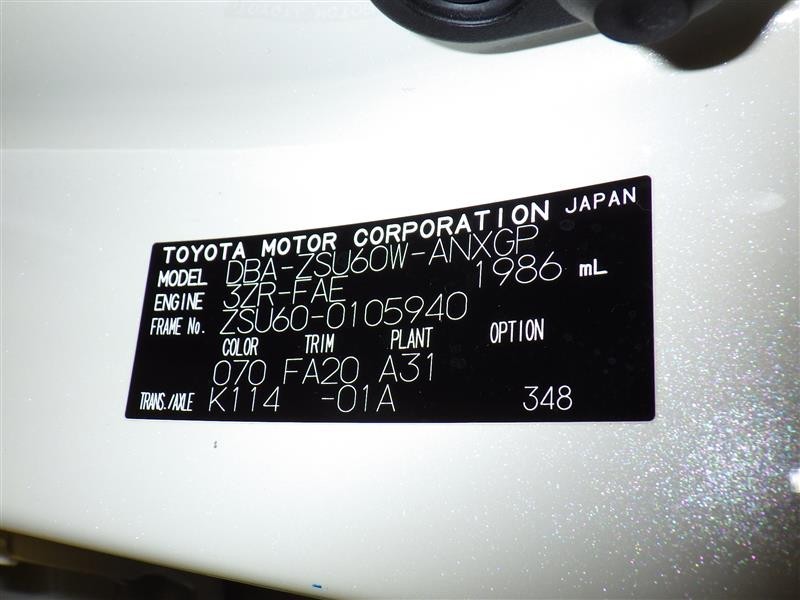 TOYOTA MOTOR CORPORATION JAPAN
MODEL DBA-ZSU60W-ANXGP
ENGINE 3ZR-FAE 1986 mL
FRAME No. ZSU60-0105940
COLOR TRIM PLANT OPTION
070 FA20 A31
TRANS./AXLE K114 -01A 348